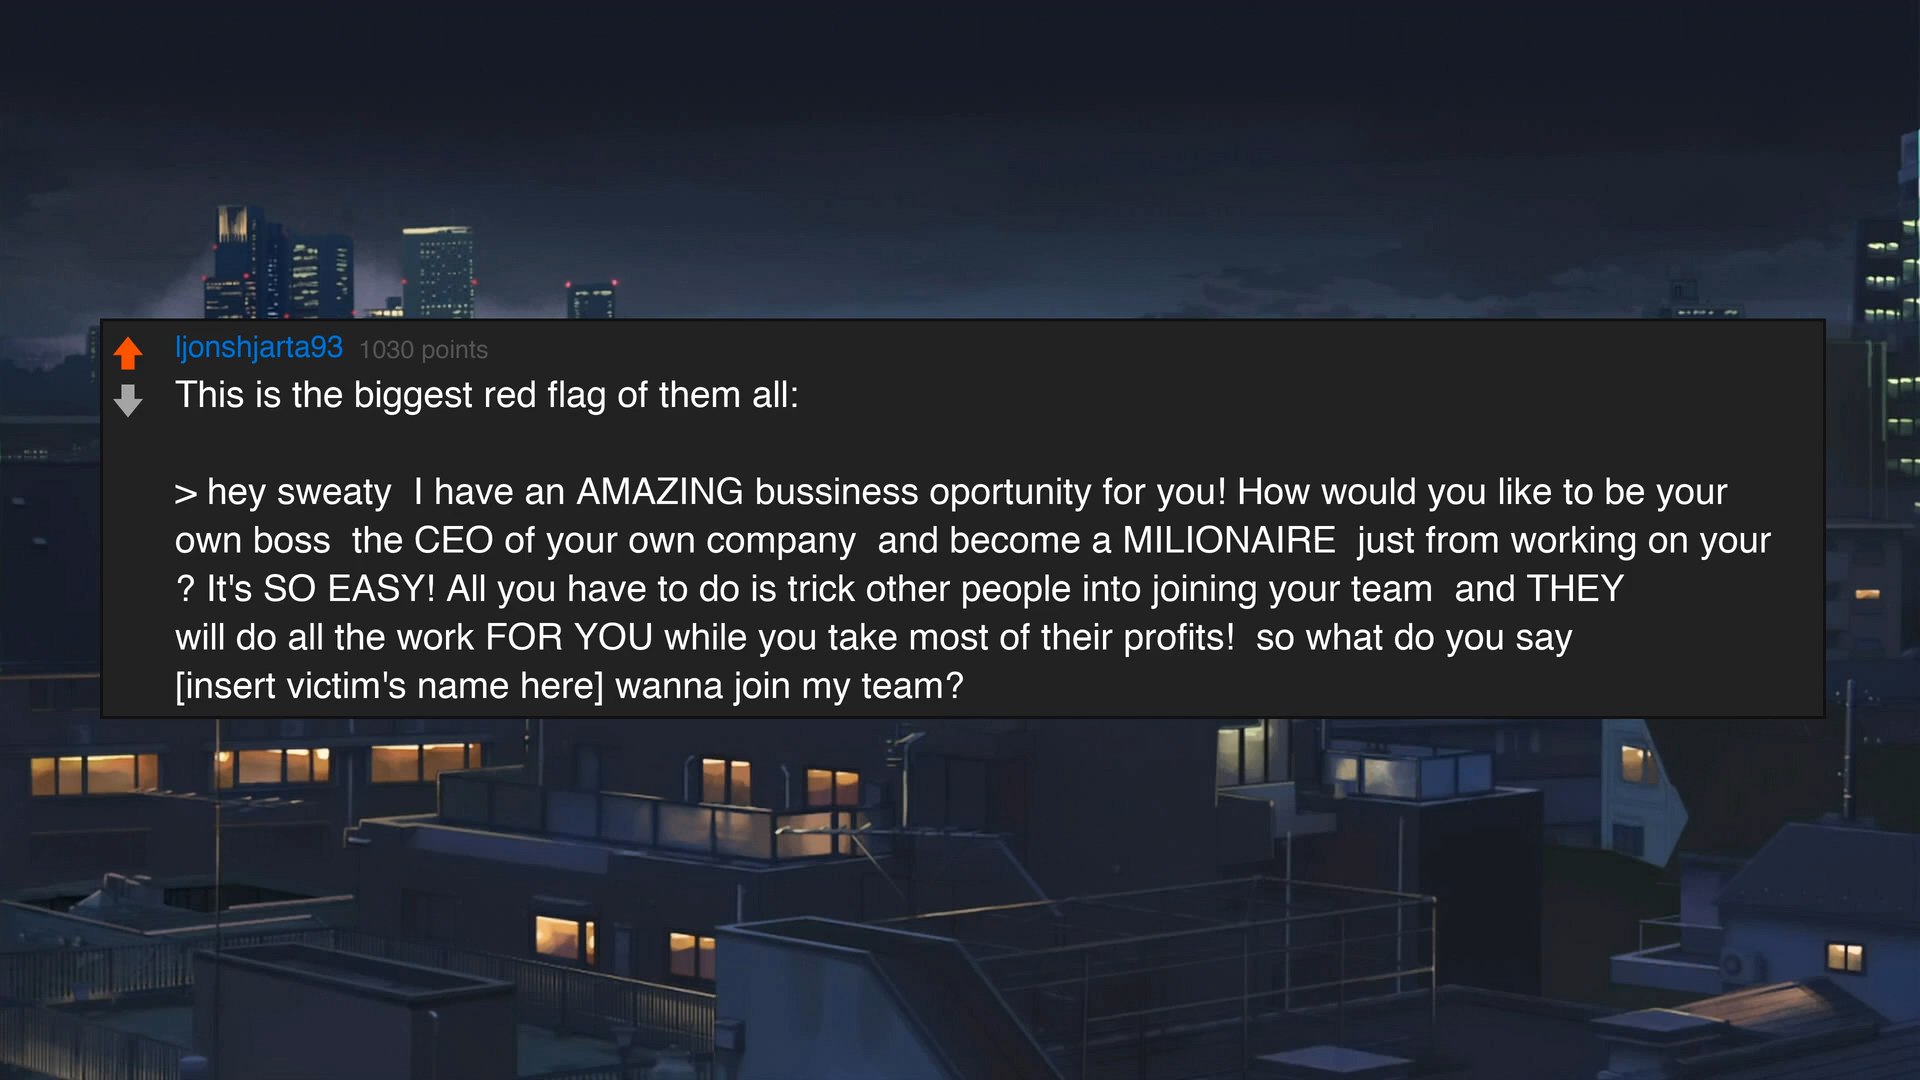 ljonshjarta93 1030 points
This is the biggest red flag of them all:
> hey sweaty  I have an AMAZING bussiness oportunity for you! How would you like to be your
own boss  the CEO of your own company  and become a MILIONAIRE  just from working on your
? It's SO EASY! All you have to do is trick other people into joining your team  and THEY
will do all the work FOR YOU while you take most of their profits!  so what do you say
[insert victim's name here] wanna join my team?